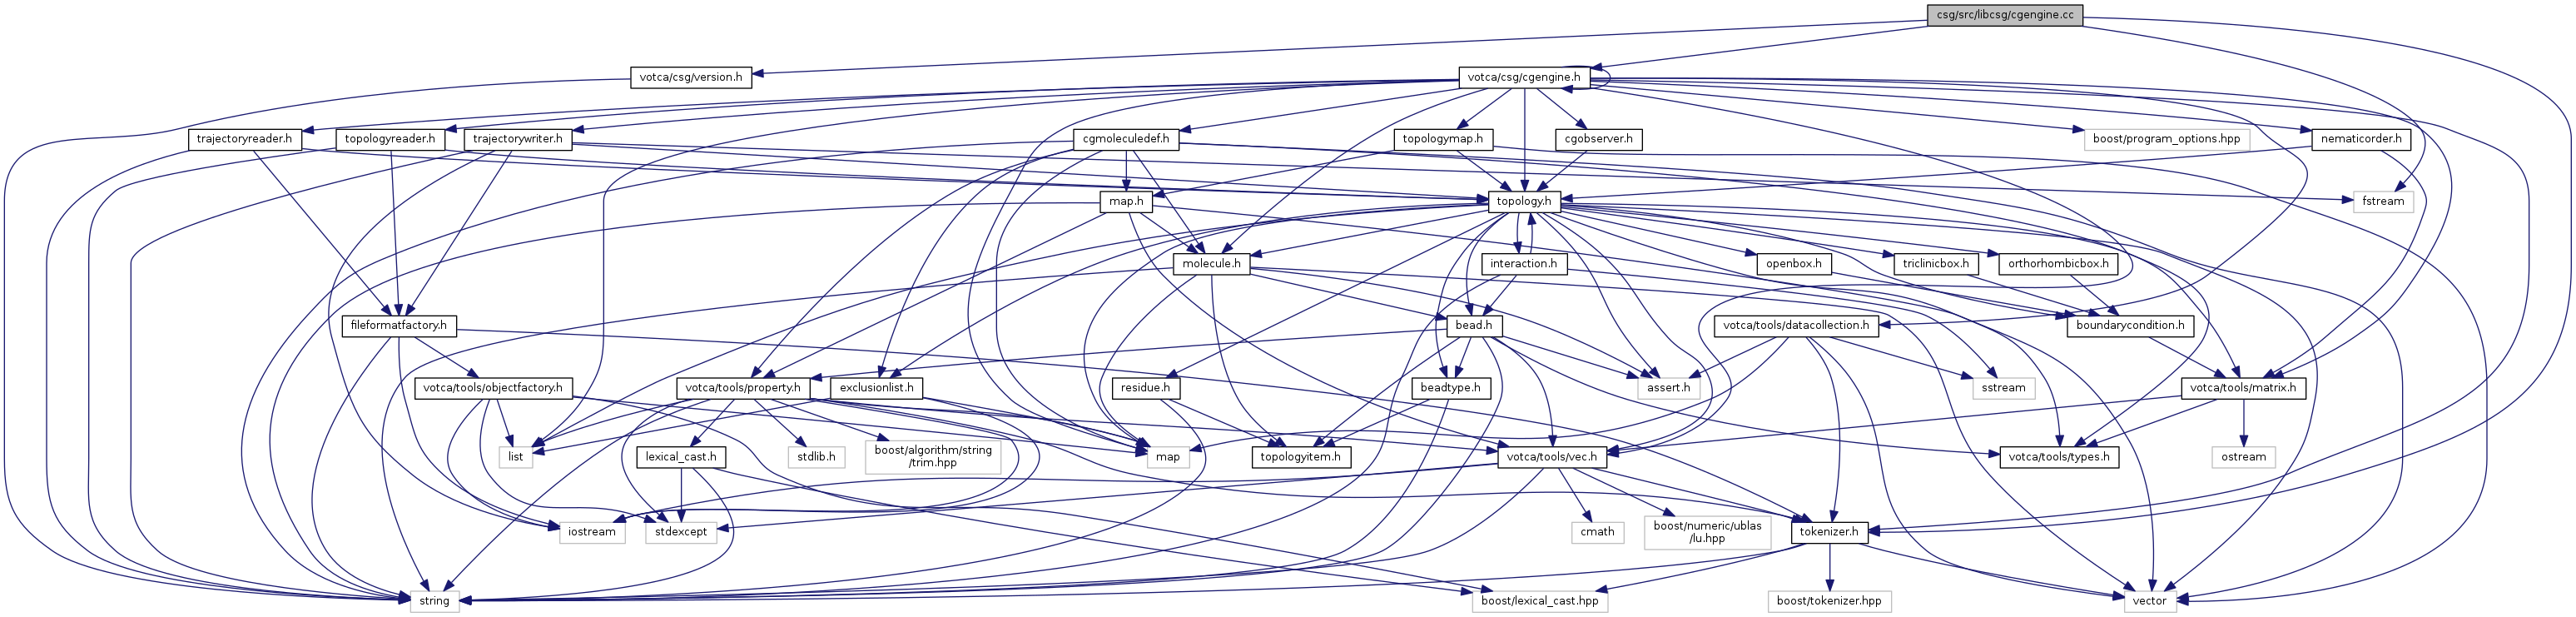 csg/src/libcsg/cgengine.cc
votca/csg/version.h
votca/csg/cgengine.h
trajectoryreader.h
topologyreader.h
trajectorywriter.h
cgmoleculedef.h
topologymap.h
cgobserver.h
boost/program_options.hpp
nematicorder.h
map.h
topology.h
fstream
molecule.h
interaction.h
openbox.h
triclinicbox.h
orthorhombicbox.h
fileformatfactory.h
bead.h
votca/tools/datacollection.h
boundarycondition.h
votca/tools/objectfactory.h
votca/tools/property.h
exclusionlist.h
residue.h
beadtype.h
assert.h
sstream
votca/tools/matrix.h
list
lexical_cast.h
stdlib.h
boost/algorithm/string
/trim.hpp
map
topologyitem.h
votca/tools/vec.h
votca/tools/types.h
ostream
iostream
stdexcept
cmath
boost/numeric/ublas
/lu.hpp
tokenizer.h
string
boost/lexical_cast.hpp
boost/tokenizer.hpp
vector